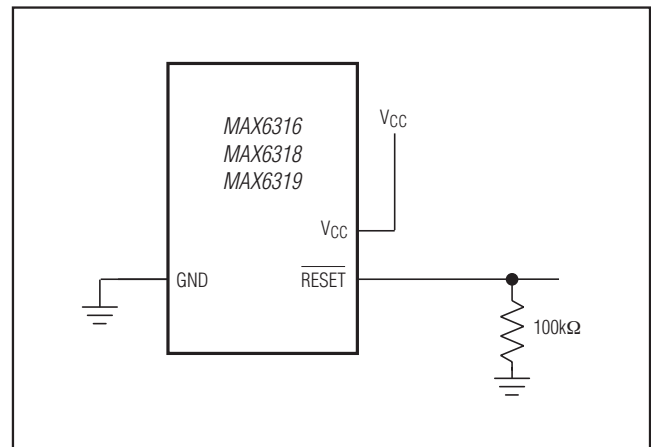 MAX6316
MAX6318
MAX6319
VCC
VCC
GND
RESET
100kΩ